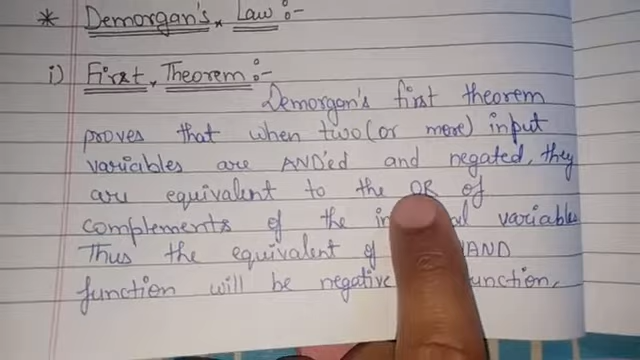 * Demorgan's Law :-
i) First Theorem :-
Demorgan's first theorem
proves that when two (or more) input
variables are AND'ed and negated, they
are equivalent to the OR of
complements of the variables
Thus the equivalent of
function will be negative